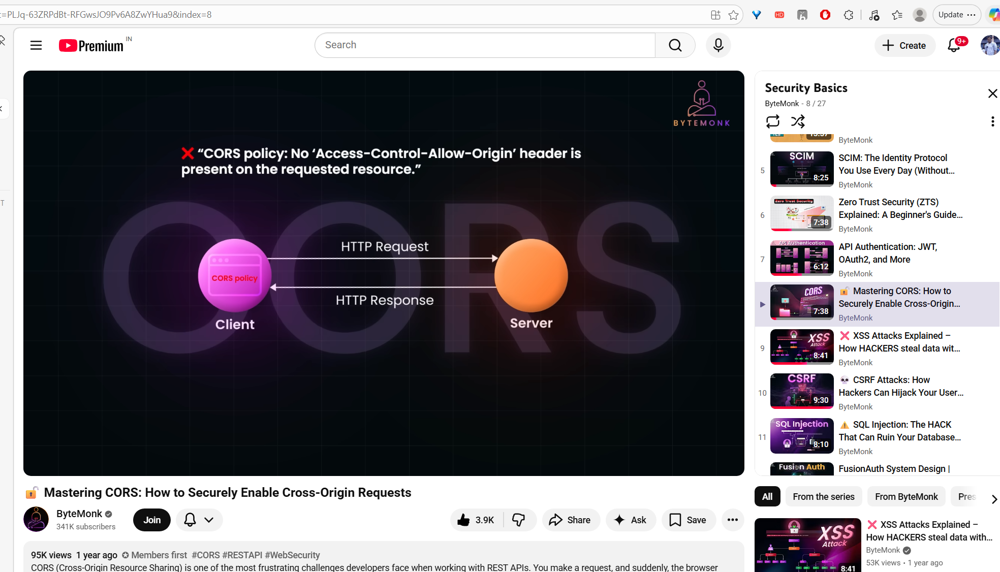 t=PLJq-63ZRPdBt-RFGwsJO9Pv6A8ZwYHua9&index=8
HD
Update
Premium
IN
Search
Create
9+
BYTEMONK
❌ “CORS policy: No ‘Access-Control-Allow-Origin’ header is
present on the requested resource.”
CORS
HTTP Request
CORS policy
HTTP Response
Client
Server
Security Basics
ByteMonk - 8 / 27
ByteMonk
5
SCIM
8:25
SCIM: The Identity Protocol
You Use Every Day (Without...
ByteMonk
6
Zero Trust Security
7:38
Zero Trust Security (ZTS)
Explained: A Beginner's Guide...
ByteMonk
7
API Authentication
6:12
API Authentication: JWT,
OAuth2, and More
ByteMonk
CORS
7:38
🔓 Mastering CORS: How to
Securely Enable Cross-Origin...
ByteMonk
9
XSS
Attack
8:41
❌ XSS Attacks Explained –
How HACKERS steal data wit...
ByteMonk
10
CSRF
9:30
💀 CSRF Attacks: How
Hackers Can Hijack Your User...
ByteMonk
11
SQL Injection
8:10
⚠️ SQL Injection: The HACK
That Can Ruin Your Database...
ByteMonk
Fusion Auth
FusionAuth System Design |
🔓 Mastering CORS: How to Securely Enable Cross-Origin Requests
ByteMonk
341K subscribers
Join
3.9K
Share
Ask
Save
95K views 1 year ago Members first #CORS #RESTAPI #WebSecurity
CORS (Cross-Origin Resource Sharing) is one of the most frustrating challenges developers face when working with REST APIs. You make a request, and suddenly, the browser
All
From the series
From ByteMonk
Pres
XSS
Attack
8:41
❌ XSS Attacks Explained –
How HACKERS steal data with...
ByteMonk
53K views • 1 year ago